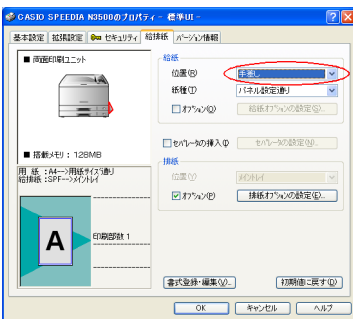 CASIO SPEEDIA N3500のプロパティ - 標準UI -
基本設定 拡張設定 セキュリティ 給排紙 バージョン情報
■ 両面印刷ユニット
■ 搭載メモリ : 128MB
用 紙 :A4-->用紙サイズ通り
給排紙:SPF-->メイントレイ
A
印刷部数 1
給紙
位置(R) 手差し
紙種(T) パネル設定通り
オプション(Q) 給紙オプションの設定(S)...
セパレータの挿入(I) セパレータの設定(N)...
排紙
位置(Y) メイントレイ
オプション(P) 排紙オプションの設定(E)...
書式登録・編集(V)... 初期値に戻す(D)
OK キャンセル ヘルプ